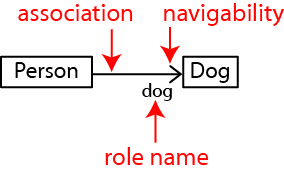 association navigability
Person Dog
dog
role name